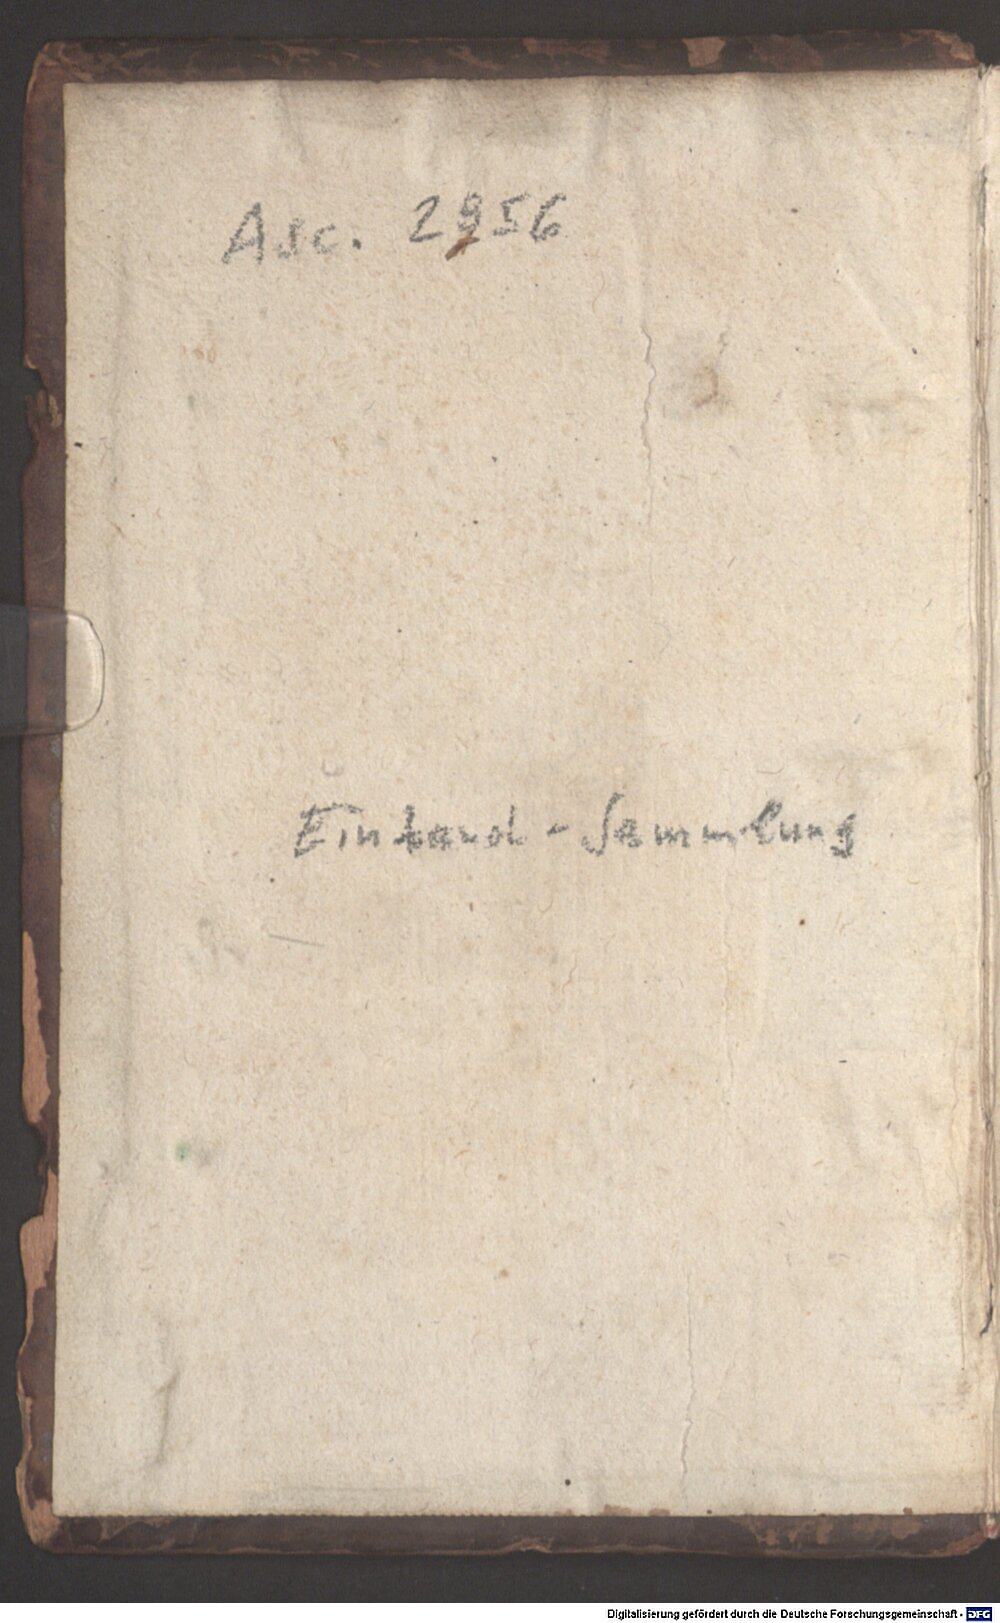 Asc. 2956
Einband-Sammlung
Digitalisierung gefördert durch die Deutsche Forschungsgemeinschaft - DFG